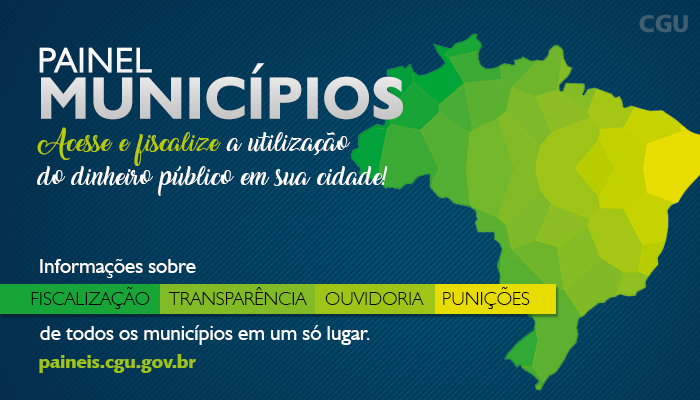 CGU
PAINEL
MUNICÍPIOS
Acesse e fiscalize a utilização
do dinheiro público em sua cidade!
Informações sobre
FISCALIZAÇÃO TRANSPARÊNCIA OUVIDORIA PUNIÇÕES
de todos os municípios em um só lugar.
paineis.cgu.gov.br